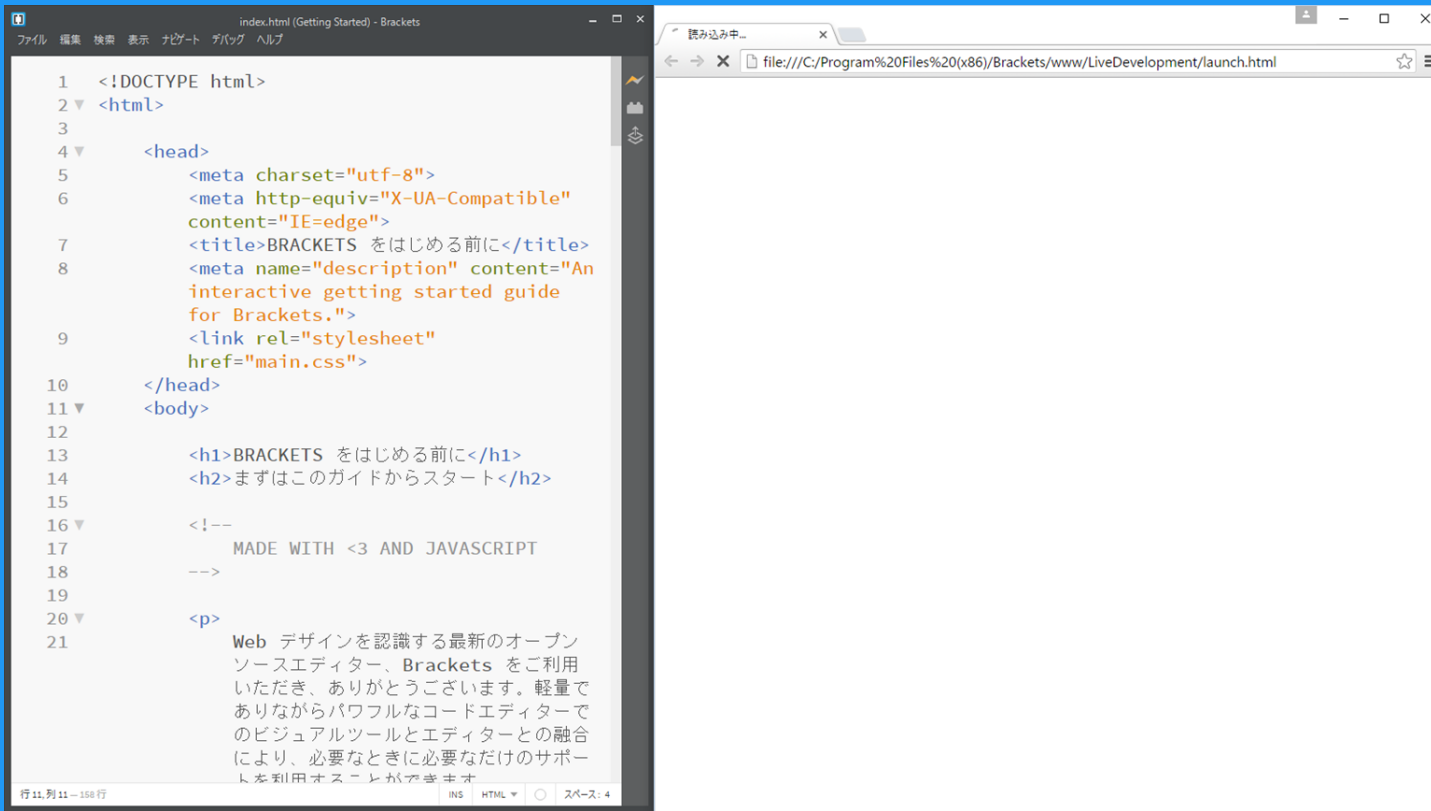 index.html (Getting Started) - Brackets
ファイル 編集 検索 表示 ナビゲート デバッグ ヘルプ
1 <!DOCTYPE html>
2 <html>
3
4 <head>
5 <meta charset="utf-8">
6 <meta http-equiv="X-UA-Compatible"
content="IE=edge">
7 <title>BRACKETS をはじめる前に</title>
8 <meta name="description" content="An
interactive getting started guide
for Brackets.">
9 <link rel="stylesheet"
href="main.css">
10 </head>
11 <body>
12
13 <h1>BRACKETS をはじめる前に</h1>
14 <h2>まずはこのガイドからスタート</h2>
15
16 <!--
17 MADE WITH <3 AND JAVASCRIPT
18 -->
19
20 <p>
21 Web デザインを認識する最新のオープン
ソースエディター、Brackets をご利用
いただき、ありがとうございます。軽量で
ありながらパワフルなコードエディターで
のビジュアルツールとエディターとの融合
により、必要なときに必要なだけのサポー
トを利用することができます
行 11, 列 11 — 158 行
INS HTML スペース: 4
読み込み中...
file:///C:/Program%20Files%20(x86)/Brackets/www/LiveDevelopment/launch.html